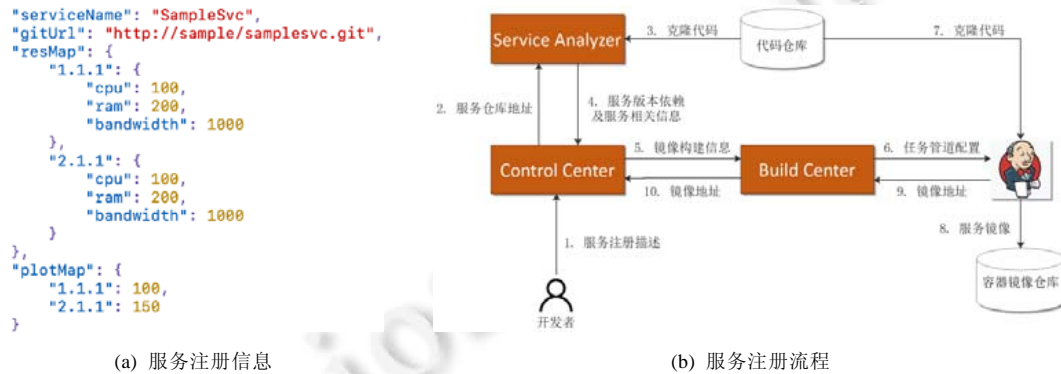 "serviceName": "SampleSvc",
"gitUrl": "http://sample/samplesvc.git",
"resMap": {
"1.1.1": {
"cpu": 100,
"ram": 200,
"bandwidth": 1000
},
"2.1.1": {
"cpu": 100,
"ram": 200,
"bandwidth": 1000
}
},
"plotMap": {
"1.1.1": 100,
"2.1.1": 150
}
(a) 服务注册信息
Service Analyzer
3. 克隆代码
代码仓库
7. 克隆代码
2. 服务仓库地址
4. 服务版本依赖
及服务相关信息
Control Center
5. 镜像构建信息
10. 镜像地址
Build Center
6. 任务管道配置
9. 镜像地址
1. 服务注册描述
8. 服务镜像
容器镜像仓库
开发者
(b) 服务注册流程